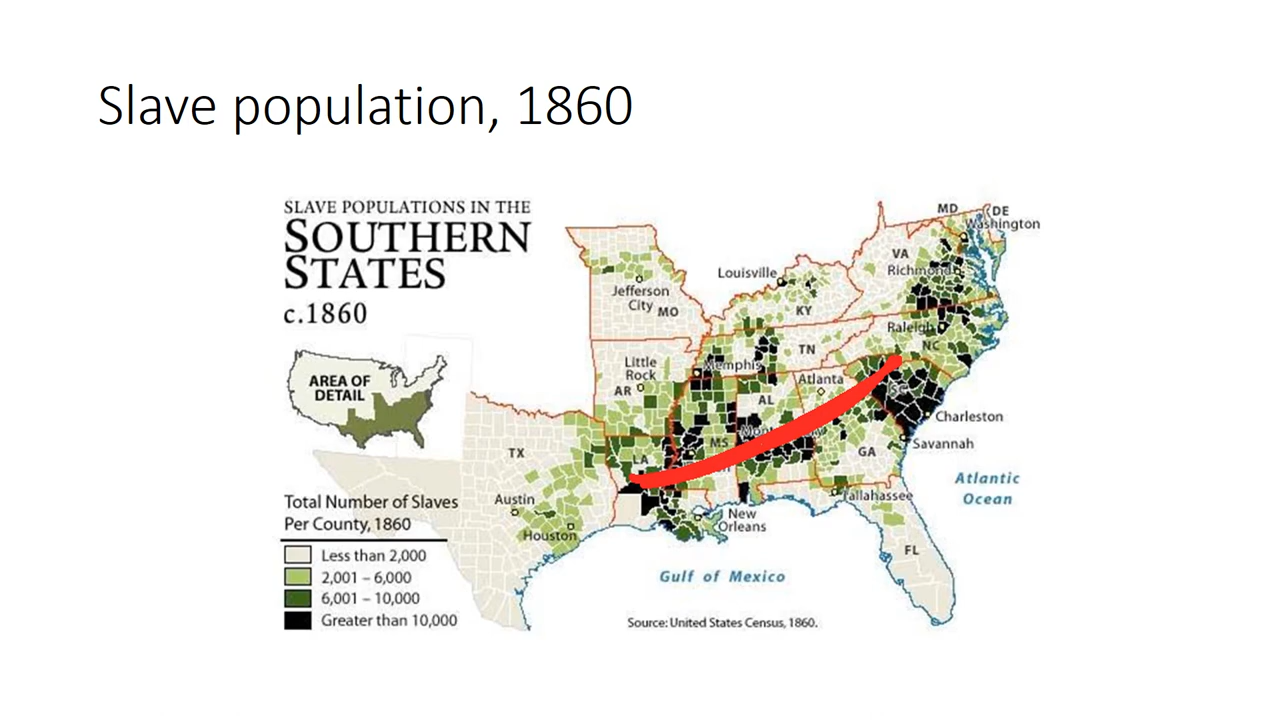 Slave population, 1860
SLAVE POPULATIONS IN THE
SOUTHERN
STATES
c.1860
AREA OF
DETAIL
Total Number of Slaves
Per County, 1860
Less than 2,000
2,001 – 6,000
6,001 – 10,000
Greater than 10,000
MD
DE
Washington
VA
Richmond
Louisville
Jefferson
City
MO
KY
Raleigh
NC
TN
Memphis
Little
Rock
AR
Atlanta
SC
AL
Charleston
MS
Savannah
GA
LA
TX
Austin
Houston
New
Orleans
Tallahassee
FL
Atlantic
Ocean
Gulf of Mexico
Source: United States Census, 1860.